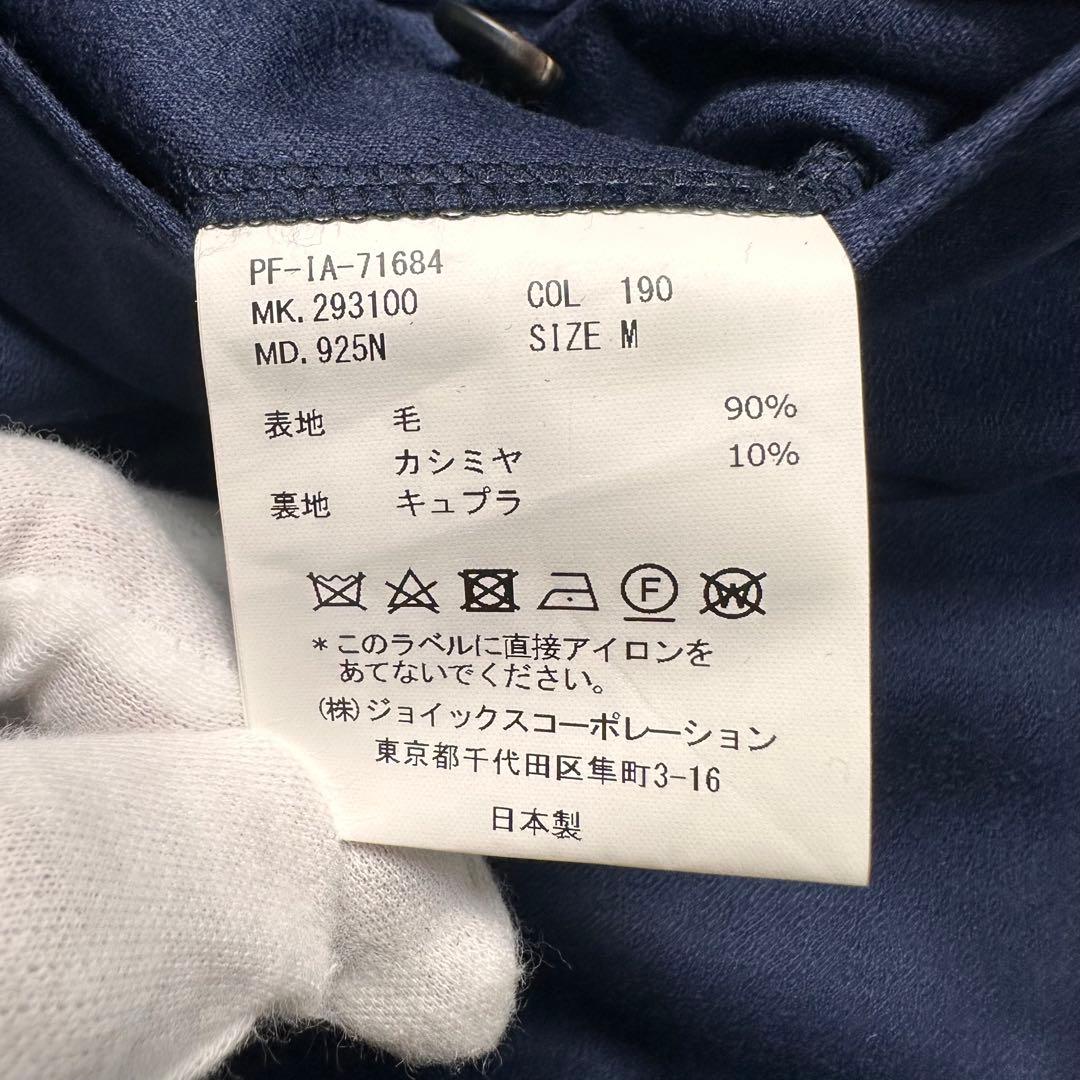 PF-IA-71684
MK.293100 COL 190
MD.925N SIZE M
表地 毛 90%
カシミヤ 10%
裏地 キュプラ
F W
*このラベルに直接アイロンを
あてないでください。
(株)ジョイックスコーポレーション
東京都千代田区隼町3-16
日本製